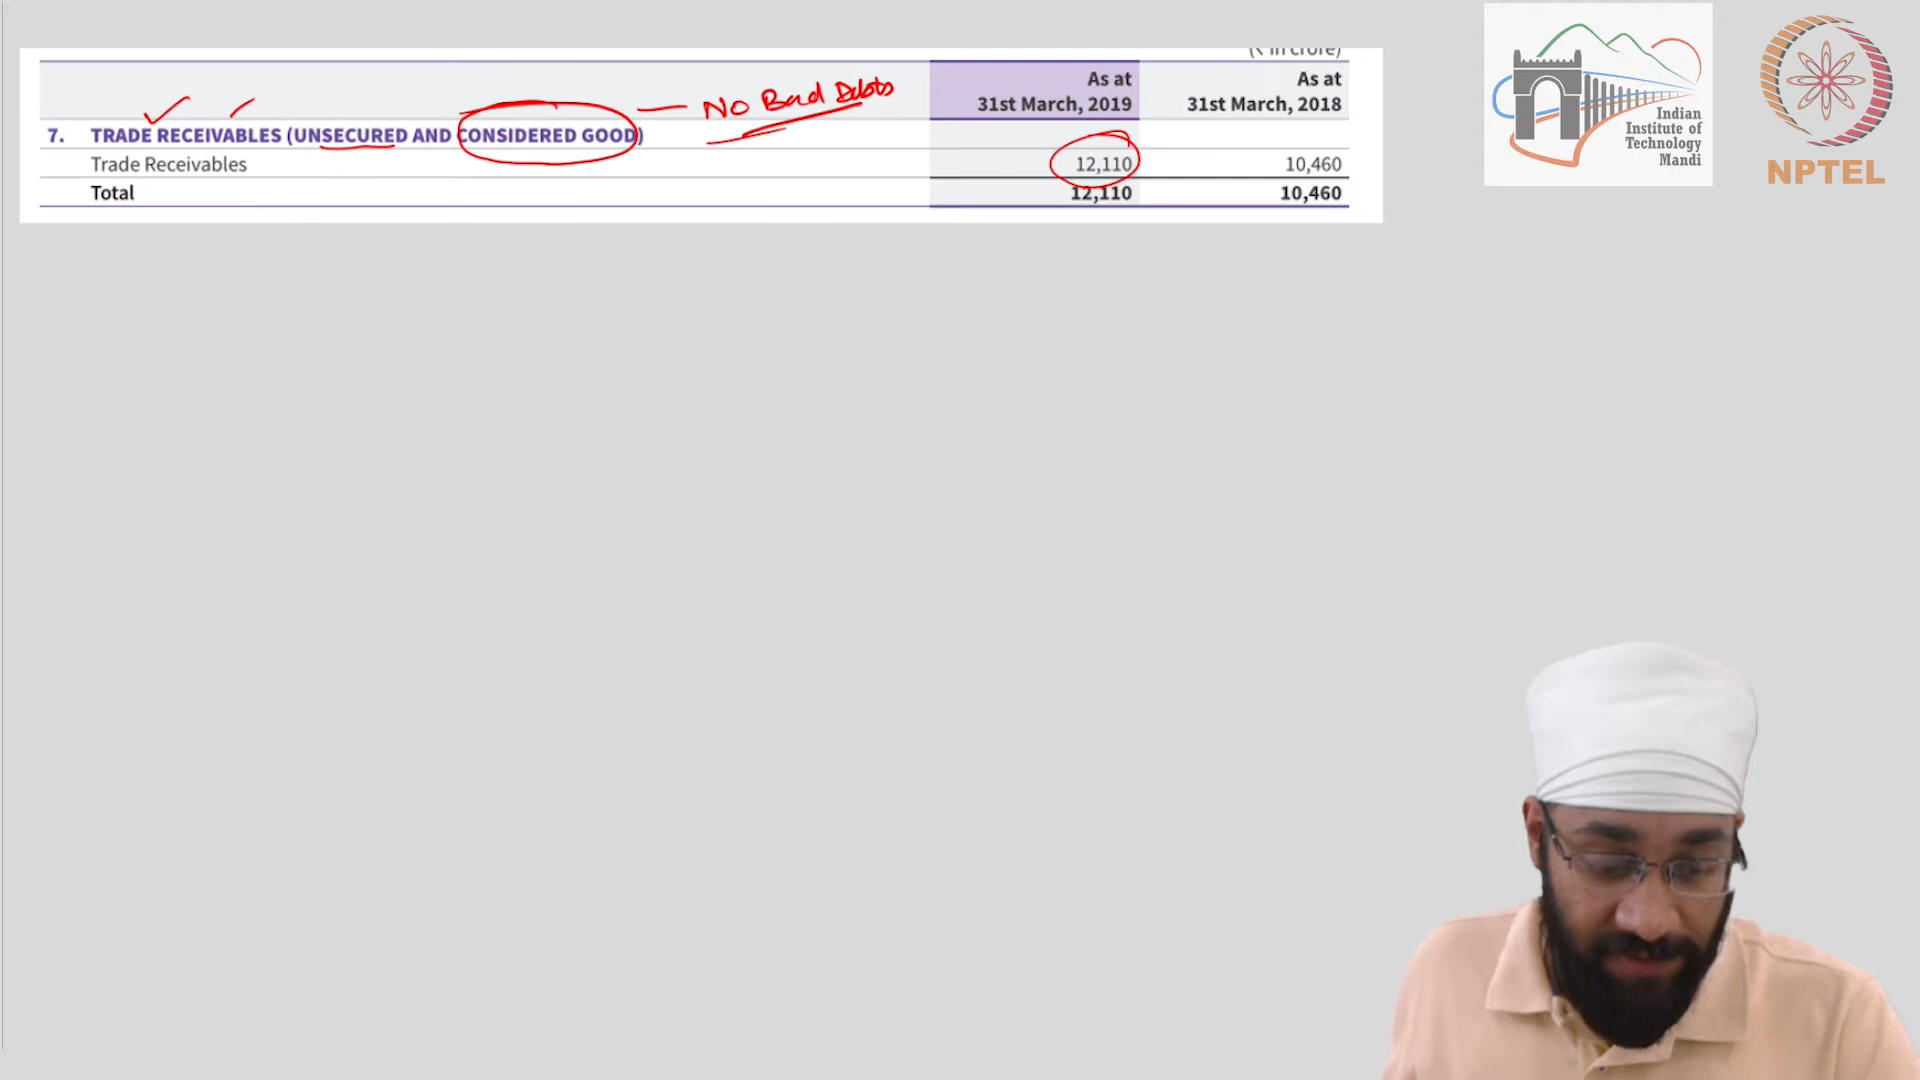 (₹ in crore)
As at
31st March, 2019
As at
31st March, 2018
No Bad Debts
7. TRADE RECEIVABLES (UNSECURED AND CONSIDERED GOOD)
Trade Receivables 12,110 10,460
Total 12,110 10,460
Indian
Institute of
Technology
Mandi
NPTEL